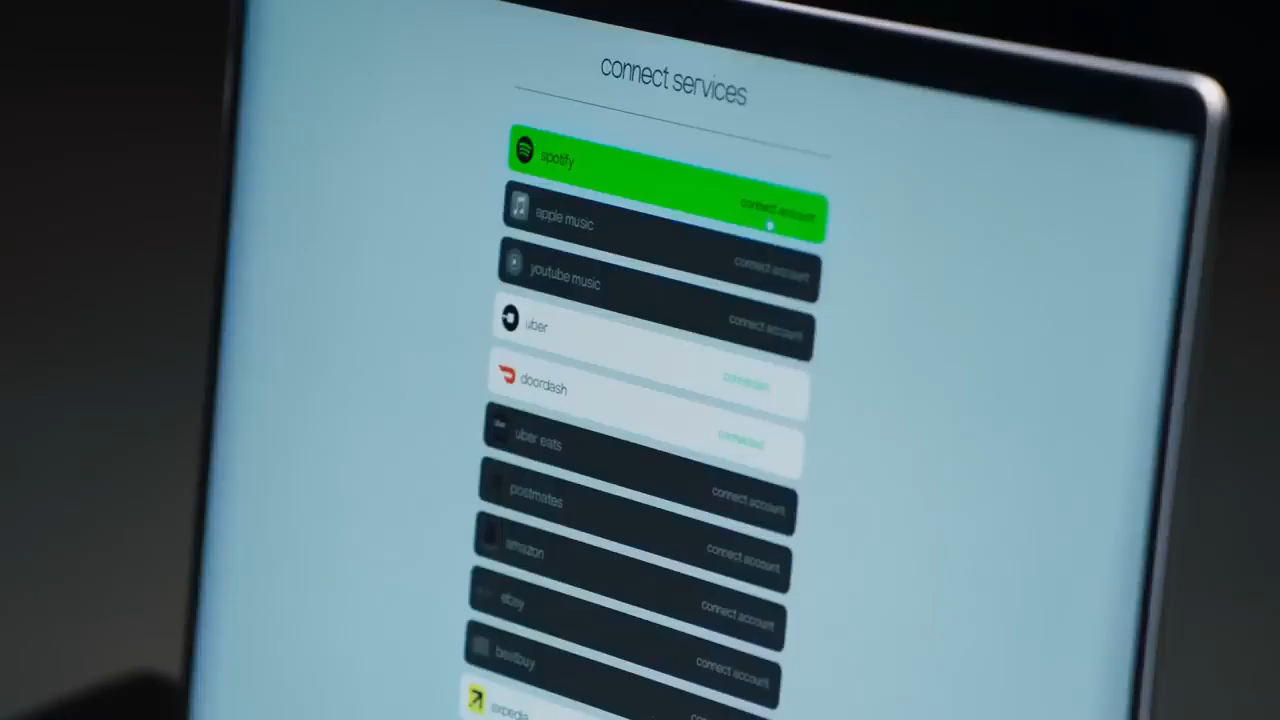 connect services
spotify
connect account
apple music
connect account
youtube music
connect account
uber
connected
doordash
connected
uber eats
connect account
postmates
connect account
amazon
connect account
ebay
connect account
bestbuy
expedia